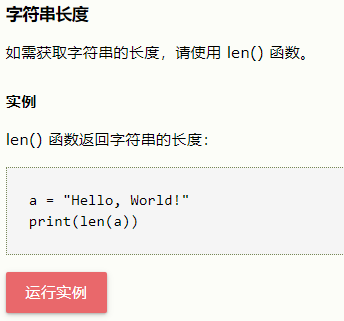 字符串长度
如需获取字符串的长度，请使用 len() 函数。
实例
len() 函数返回字符串的长度：
a = "Hello, World!"
print(len(a))
运行实例